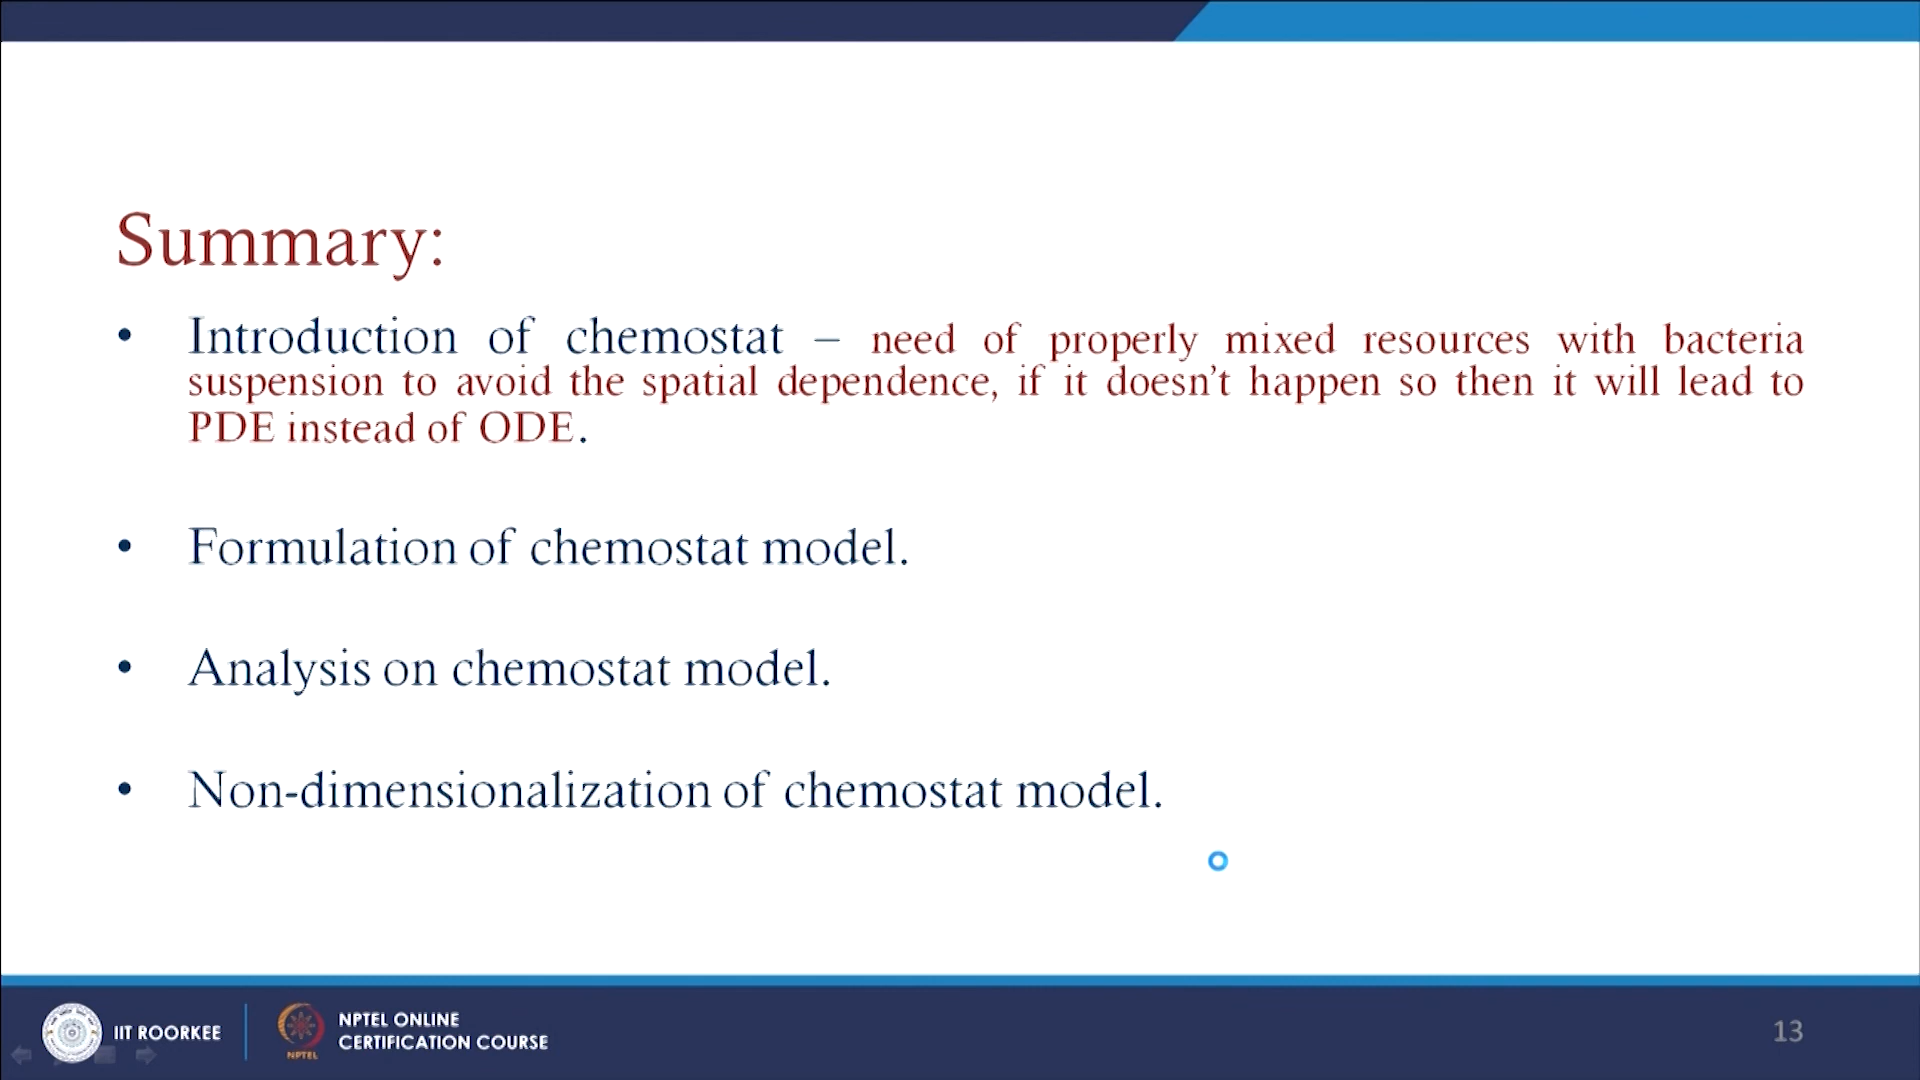 Summary:
• Introduction of chemostat – need of properly mixed resources with bacteria
suspension to avoid the spatial dependence, if it doesn't happen so then it will lead to
PDE instead of ODE.
• Formulation of chemostat model.
• Analysis on chemostat model.
• Non-dimensionalization of chemostat model.
IIT ROORKEE
NPTEL
NPTEL ONLINE
CERTIFICATION COURSE
13